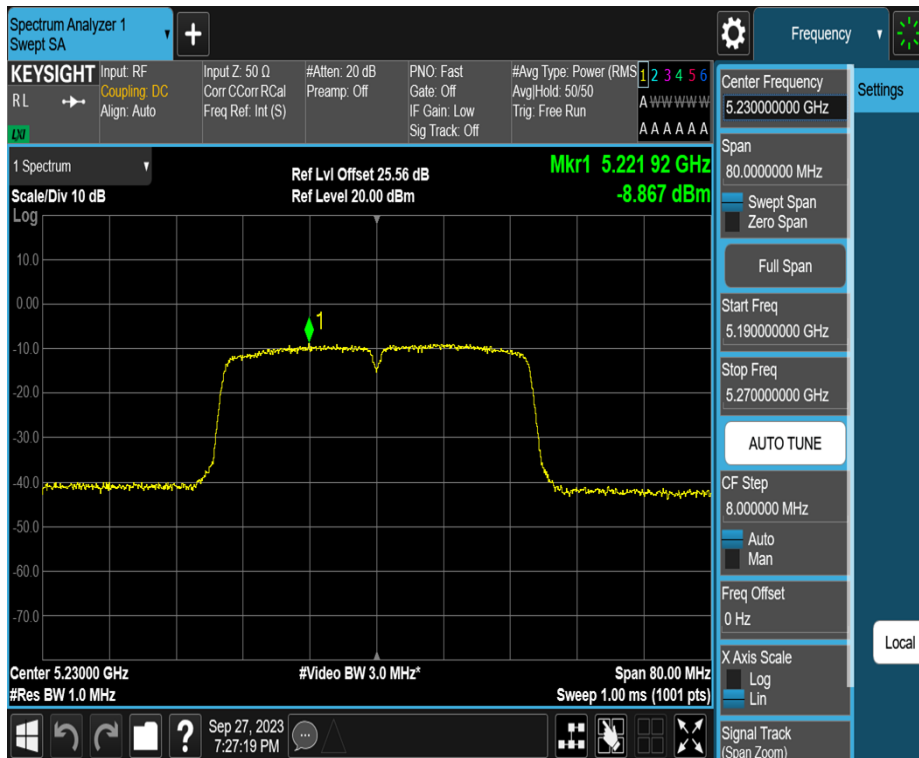 Spectrum Analyzer 1
Swept SA
+
Frequency
KEYSIGHT
RL
LXI
Input: RF
Coupling: DC
Align: Auto
Input Z: 50 Ω
Corr CCorr RCal
Freq Ref: Int (S)
#Atten: 20 dB
Preamp: Off
PNO: Fast
Gate: Off
IF Gain: Low
Sig Track: Off
#Avg Type: Power (RMS
Avg|Hold: 50/50
Trig: Free Run
1 2 3 4 5 6
A W W W W W
A A A A A A
Center Frequency
5.230000000 GHz
Settings
Span
80.0000000 MHz
Swept Span
Zero Span
Full Span
Start Freq
5.190000000 GHz
Stop Freq
5.270000000 GHz
AUTO TUNE
CF Step
8.000000 MHz
Auto
Man
Freq Offset
0 Hz
X Axis Scale
Log
Lin
Signal Track
(Span Zoom)
Local
1 Spectrum
Scale/Div 10 dB
Log
Ref Lvl Offset 25.56 dB
Ref Level 20.00 dBm
Mkr1 5.221 92 GHz
-8.867 dBm
10.0
0.00
-10.0
-20.0
-30.0
-40.0
-50.0
-60.0
-70.0
1
Center 5.23000 GHz
#Res BW 1.0 MHz
#Video BW 3.0 MHz*
Span 80.00 MHz
Sweep 1.00 ms (1001 pts)
?
Sep 27, 2023
7:27:19 PM